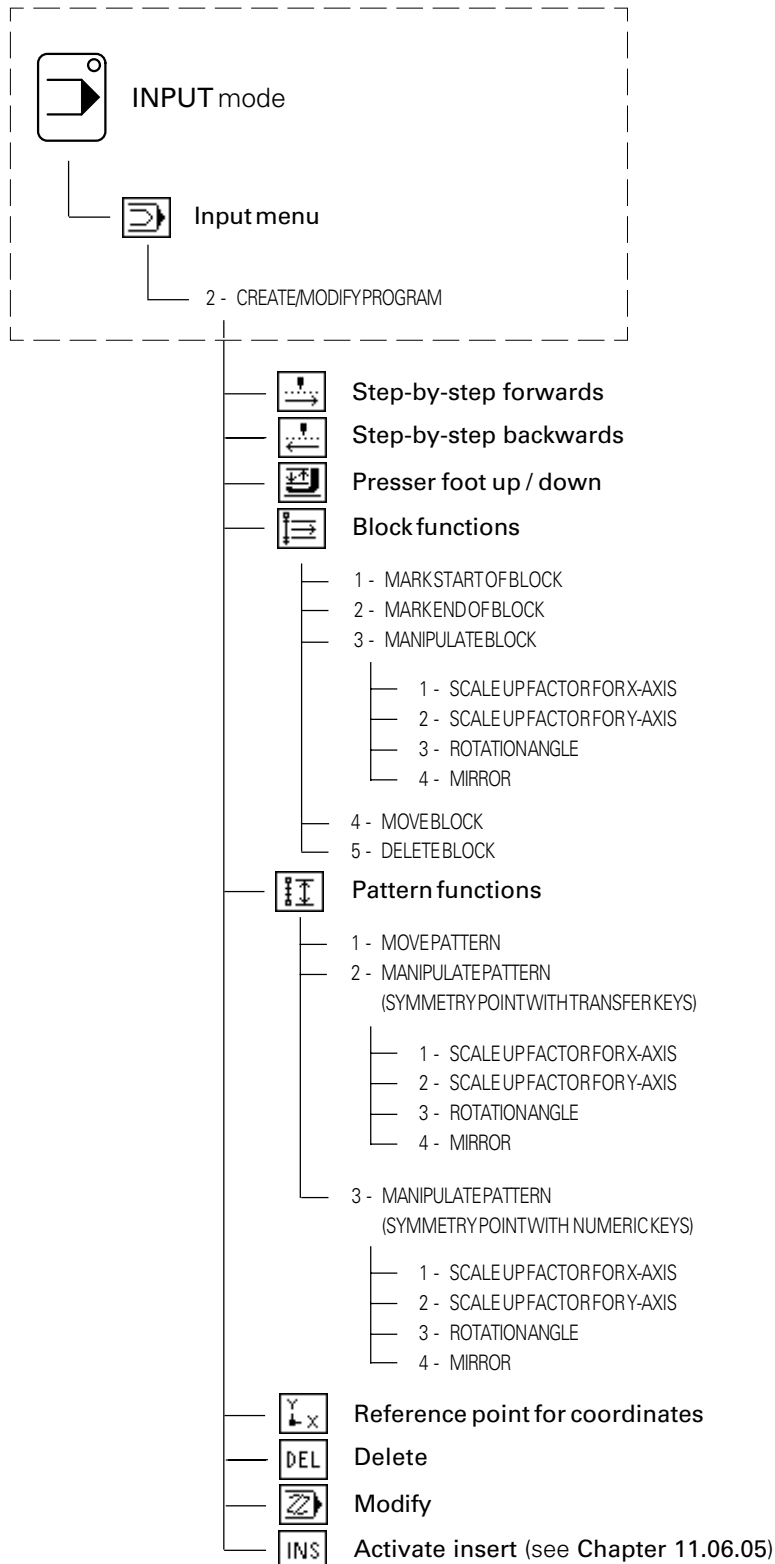 INPUT mode
Input menu
2 - CREATE/MODIFY PROGRAM
Step-by-step forwards
Step-by-step backwards
Presser foot up / down
Block functions
1 - MARK START OF BLOCK
2 - MARK END OF BLOCK
3 - MANIPULATE BLOCK
1 - SCALE UP FACTOR FOR X-AXIS
2 - SCALE UP FACTOR FOR Y-AXIS
3 - ROTATION ANGLE
4 - MIRROR
4 - MOVE BLOCK
5 - DELETE BLOCK
Pattern functions
1 - MOVE PATTERN
2 - MANIPULATE PATTERN
(SYMMETRY POINT WITH TRANSFER KEYS)
1 - SCALE UP FACTOR FOR X-AXIS
2 - SCALE UP FACTOR FOR Y-AXIS
3 - ROTATION ANGLE
4 - MIRROR
3 - MANIPULATE PATTERN
(SYMMETRY POINT WITH NUMERIC KEYS)
1 - SCALE UP FACTOR FOR X-AXIS
2 - SCALE UP FACTOR FOR Y-AXIS
3 - ROTATION ANGLE
4 - MIRROR
Y X Reference point for coordinates
DEL Delete
Modify
INS Activate insert (see Chapter 11.06.05)